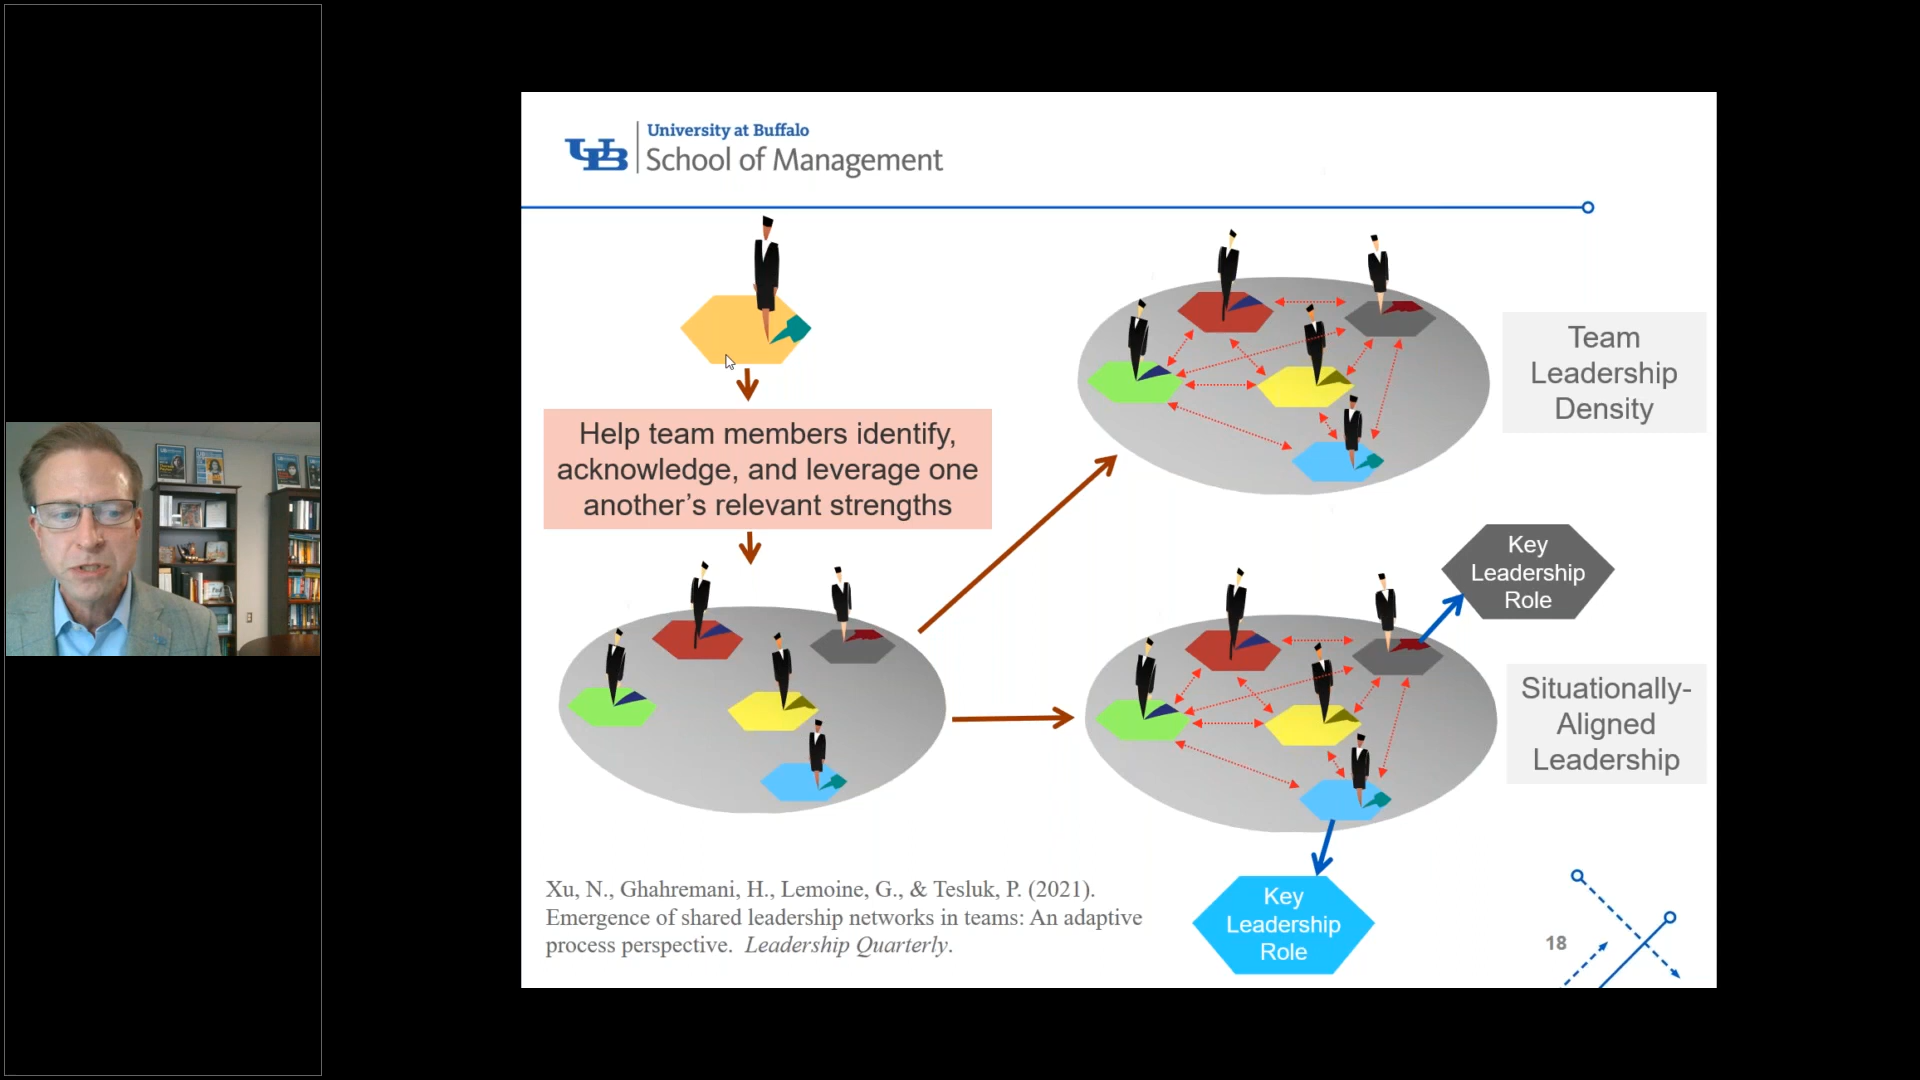 University at Buffalo
UB
School of Management
Help team members identify,
acknowledge, and leverage one
another’s relevant strengths
Team
Leadership
Density
Key
Leadership
Role
Situationally-
Aligned
Leadership
Key
Leadership
Role
Xu, N., Ghahremani, H., Lemoine, G., & Tesluk, P. (2021).
Emergence of shared leadership networks in teams: An adaptive
process perspective. Leadership Quarterly.
18